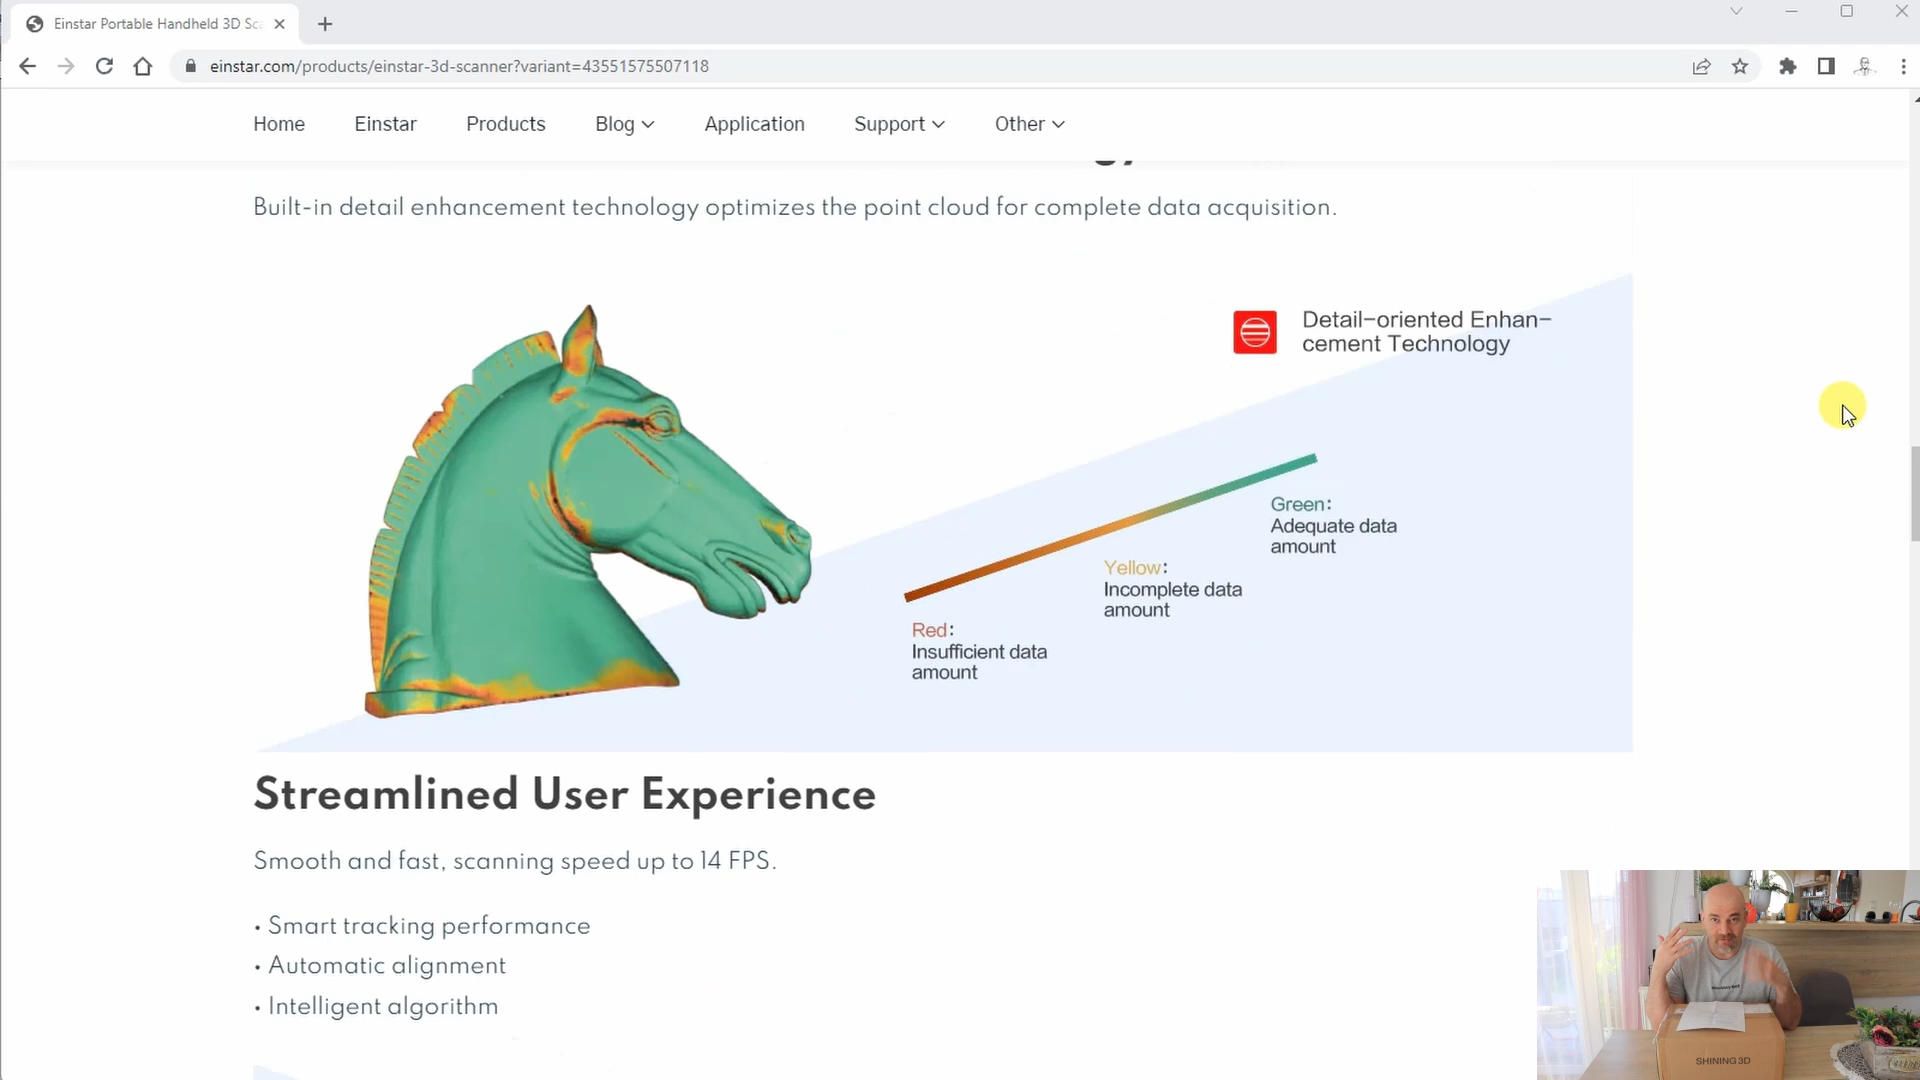 Einstar Portable Handheld 3D Sc
einstar.com/products/einstar-3d-scanner?variant=43551575507118
Home Einstar Products Blog Application Support Other
Built-in detail enhancement technology optimizes the point cloud for complete data acquisition.
Detail-oriented Enhan-
cement Technology
Green:
Adequate data
amount
Yellow:
Incomplete data
amount
Red:
Insufficient data
amount
Streamlined User Experience
Smooth and fast, scanning speed up to 14 FPS.
• Smart tracking performance
• Automatic alignment
• Intelligent algorithm
SHINING 3D